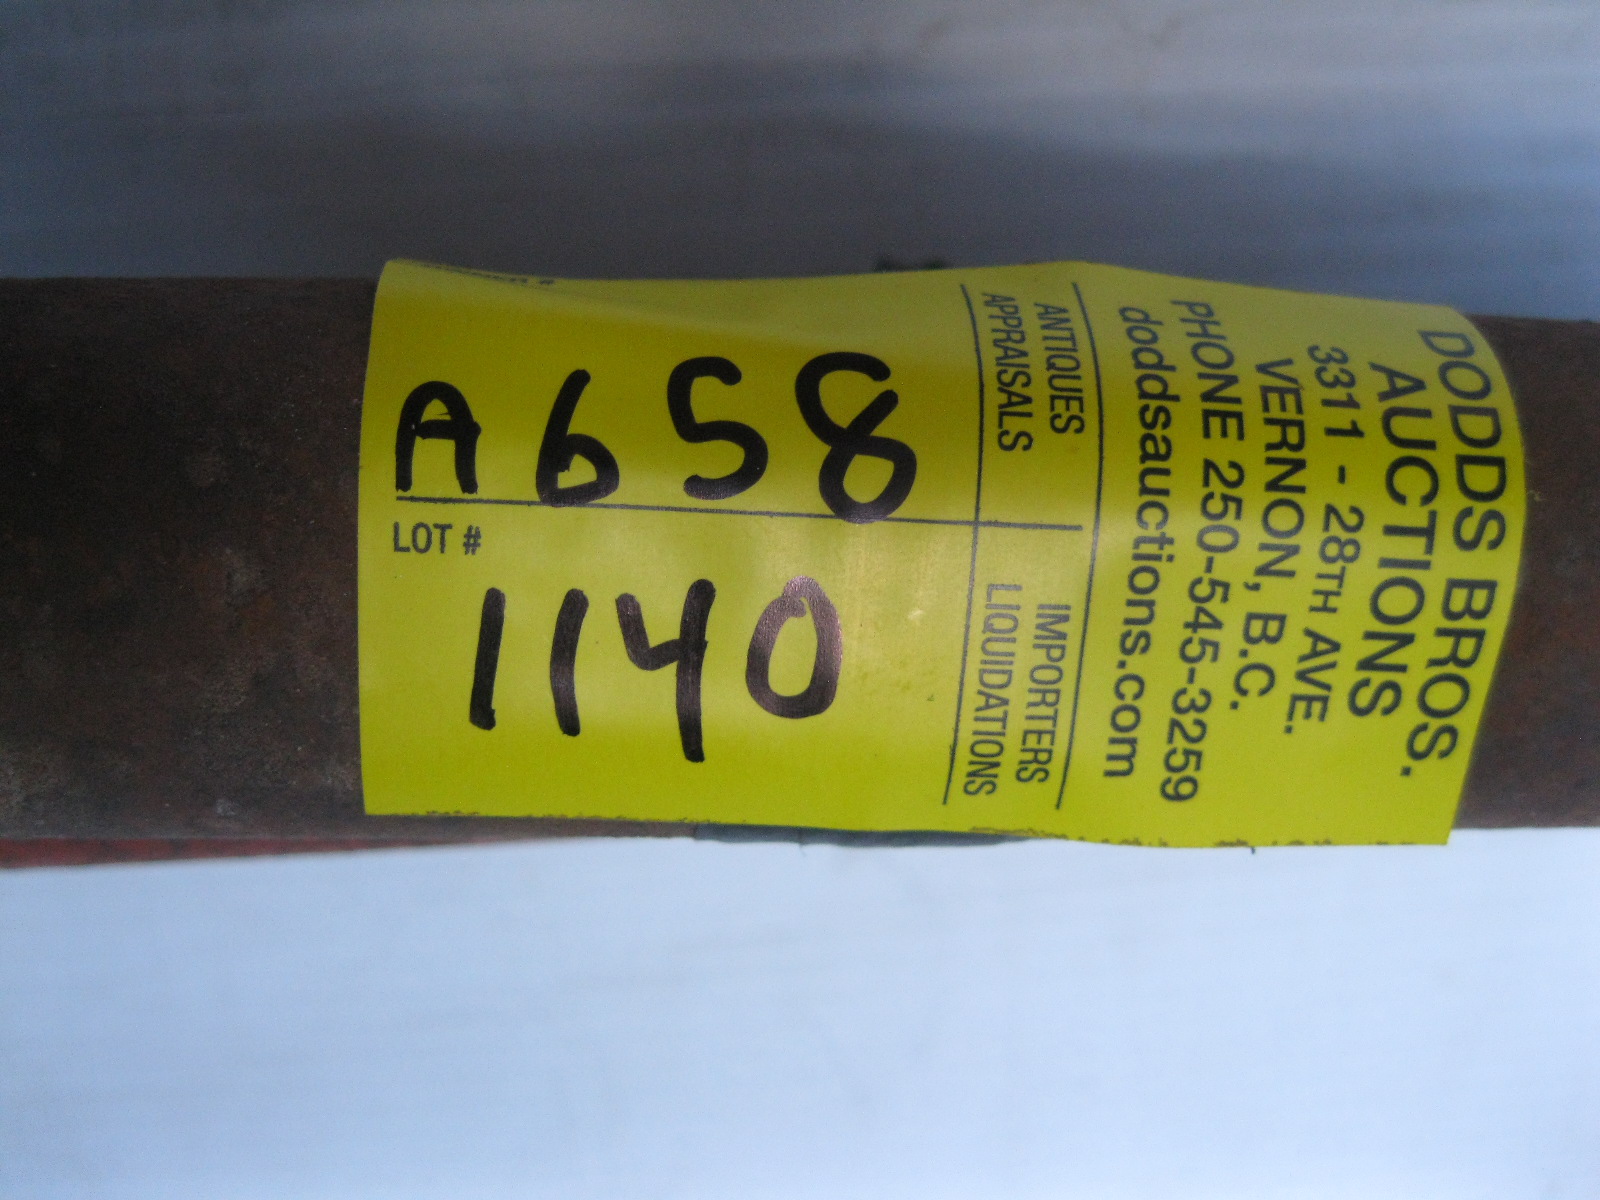 DODDS BROS.
AUCTIONS
3311 - 28TH AVE.
VERNON, B.C.
PHONE 250-545-3259
doddsauctions.com
ANTIQUES IMPORTERS
APPRAISALS LIQUIDATIONS
A658
LOT #
1140